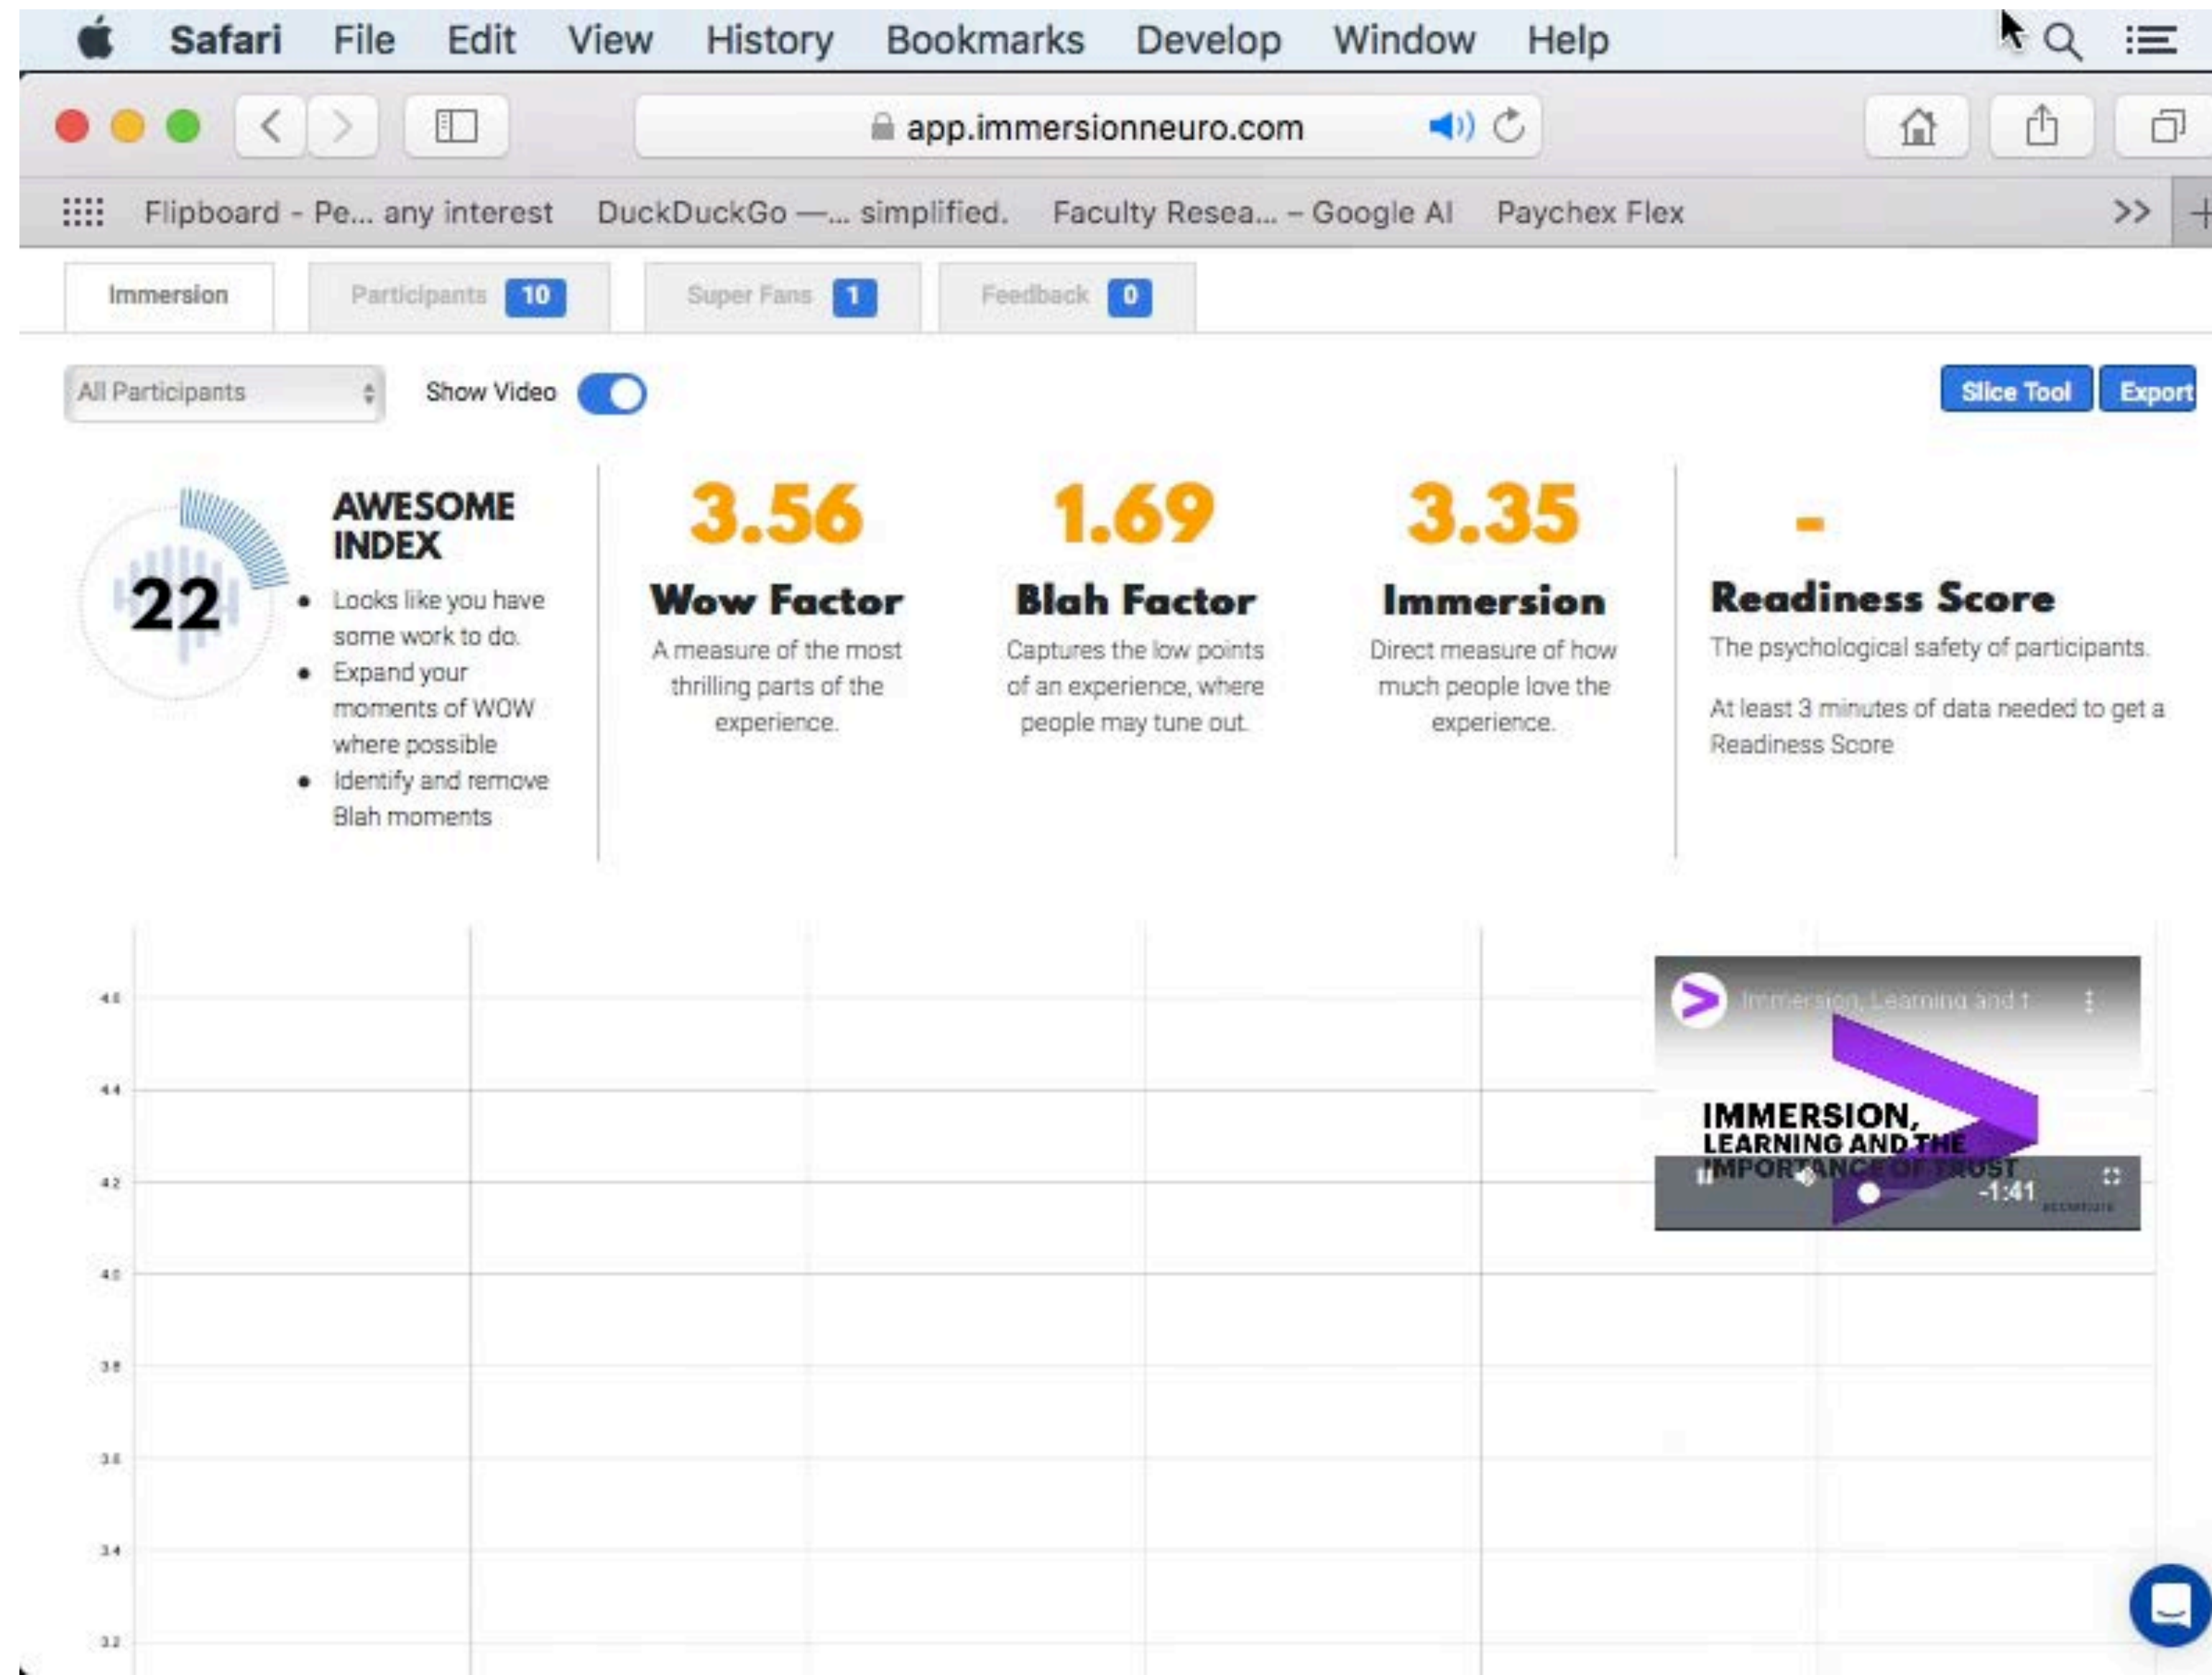 Safari File Edit View History Bookmarks Develop Window Help
app.immersionneuro.com
Flipboard - Pe... any interest DuckDuckGo —... simplified. Faculty Resea... – Google AI Paychex Flex >>
Immersion Participants 10 Super Fans 1 Feedback 0
All Participants Show Video Slice Tool Export
22
AWESOME
INDEX
• Looks like you have
some work to do.
• Expand your
moments of WOW
where possible
• Identify and remove
Blah moments
3.56
Wow Factor
A measure of the most
thrilling parts of the
experience.
1.69
Blah Factor
Captures the low points
of an experience, where
people may tune out.
3.35
Immersion
Direct measure of how
much people love the
experience.
-
Readiness Score
The psychological safety of participants.
At least 3 minutes of data needed to get a
Readiness Score
4.6
4.4
4.2
4.0
3.8
3.6
3.4
3.2
Immersion, Learning and t
IMMERSION,
LEARNING AND THE
IMPORTANCE OF TRUST
-1:41
accenture